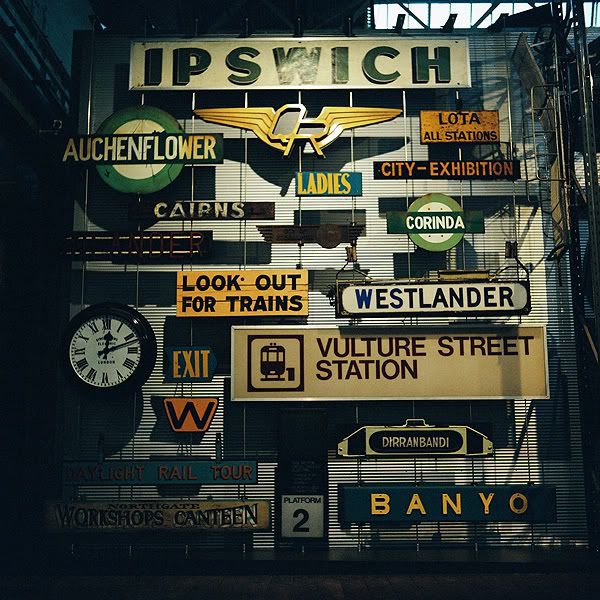 IPSWICH
QR
LOTA
ALL STATIONS
AUCHENFLOWER
CITY-EXHIBITION
LADIES
CAIRNS
CORINDA
LOOK OUT
FOR TRAINS
WESTLANDER
VULTURE STREET
STATION
EXIT
W
DIRRANBANDI
DAYLIGHT RAIL TOUR
NORTHGATE
WORKSHOPS CANTEEN
PLATFORM
2
BANYO